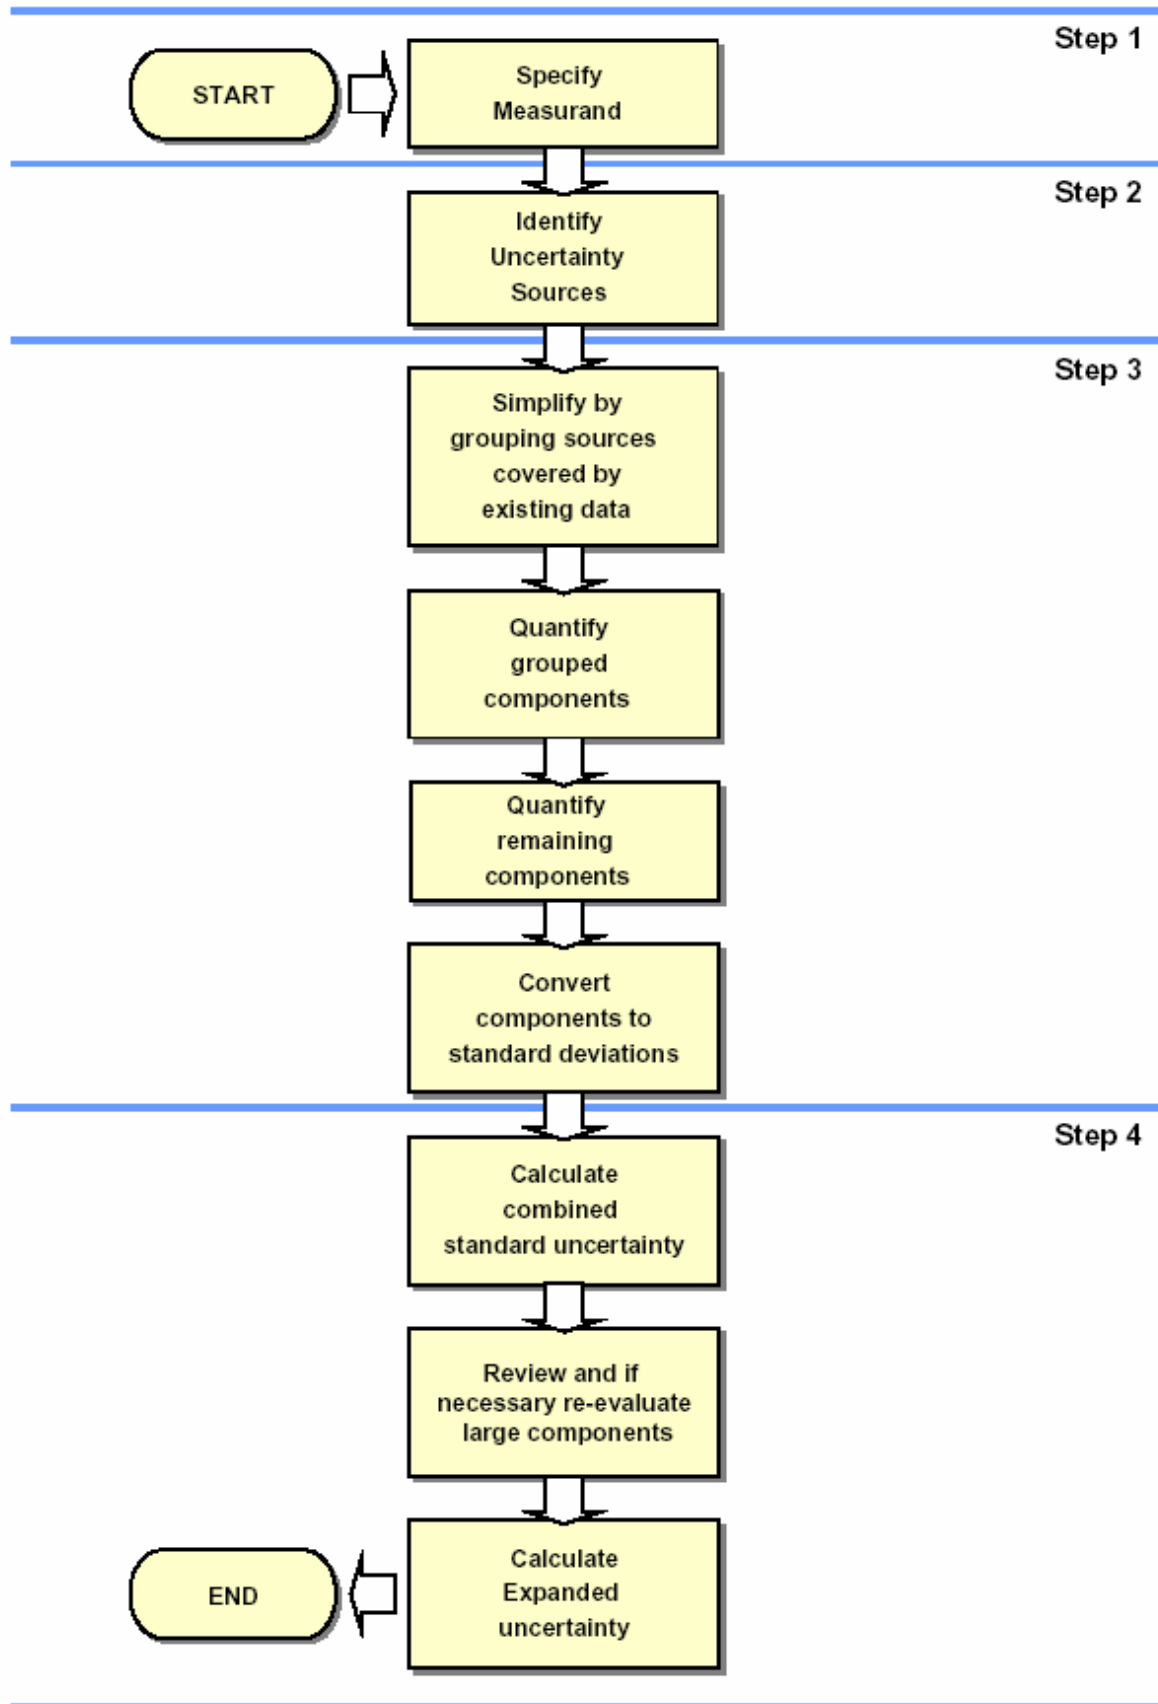 Step 1
START
Specify
Measurand
Step 2
Identify
Uncertainty
Sources
Step 3
Simplify by
grouping sources
covered by
existing data
Quantify
grouped
components
Quantify
remaining
components
Convert
components to
standard deviations
Step 4
Calculate
combined
standard uncertainty
Review and if
necessary re-evaluate
large components
Calculate
Expanded
uncertainty
END